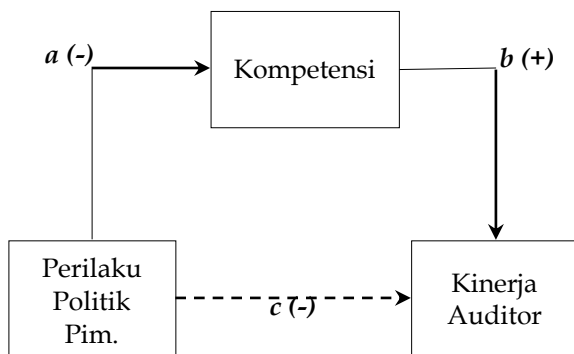 a (-)
Kompetensi
b (+)
Perilaku
Politik
Pim.
c (-)
Kinerja
Auditor